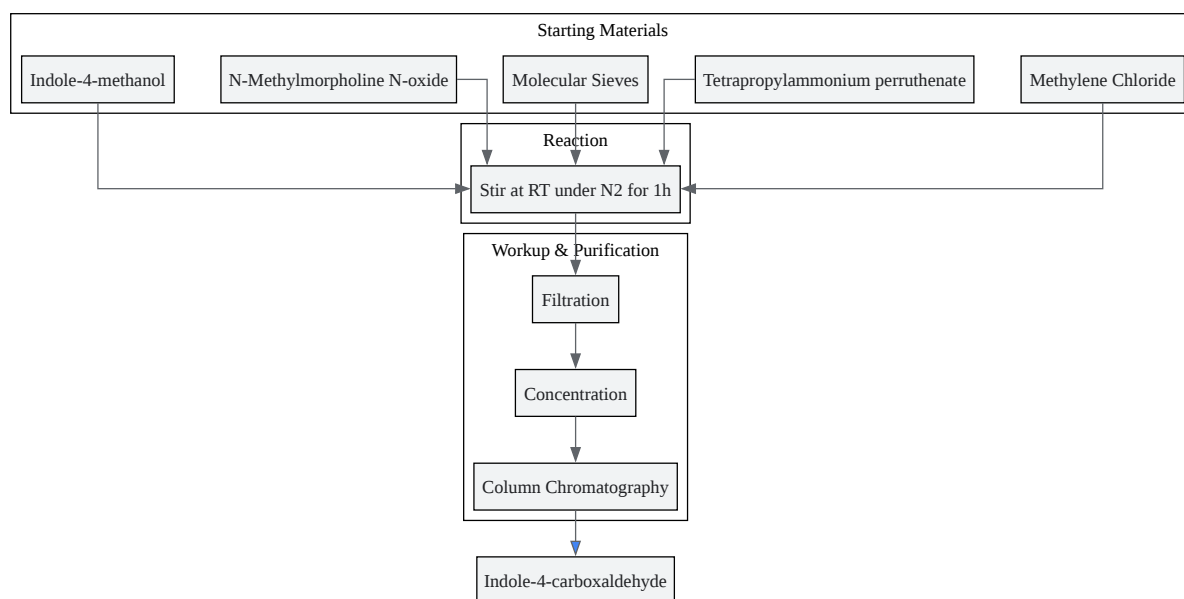 Starting Materials
Indole-4-methanol
N-Methylmorpholine N-oxide
Molecular Sieves
Tetrapropylammonium perruthenate
Methylene Chloride
Reaction
Stir at RT under N2 for 1h
Workup & Purification
Filtration
Concentration
Column Chromatography
Indole-4-carboxaldehyde